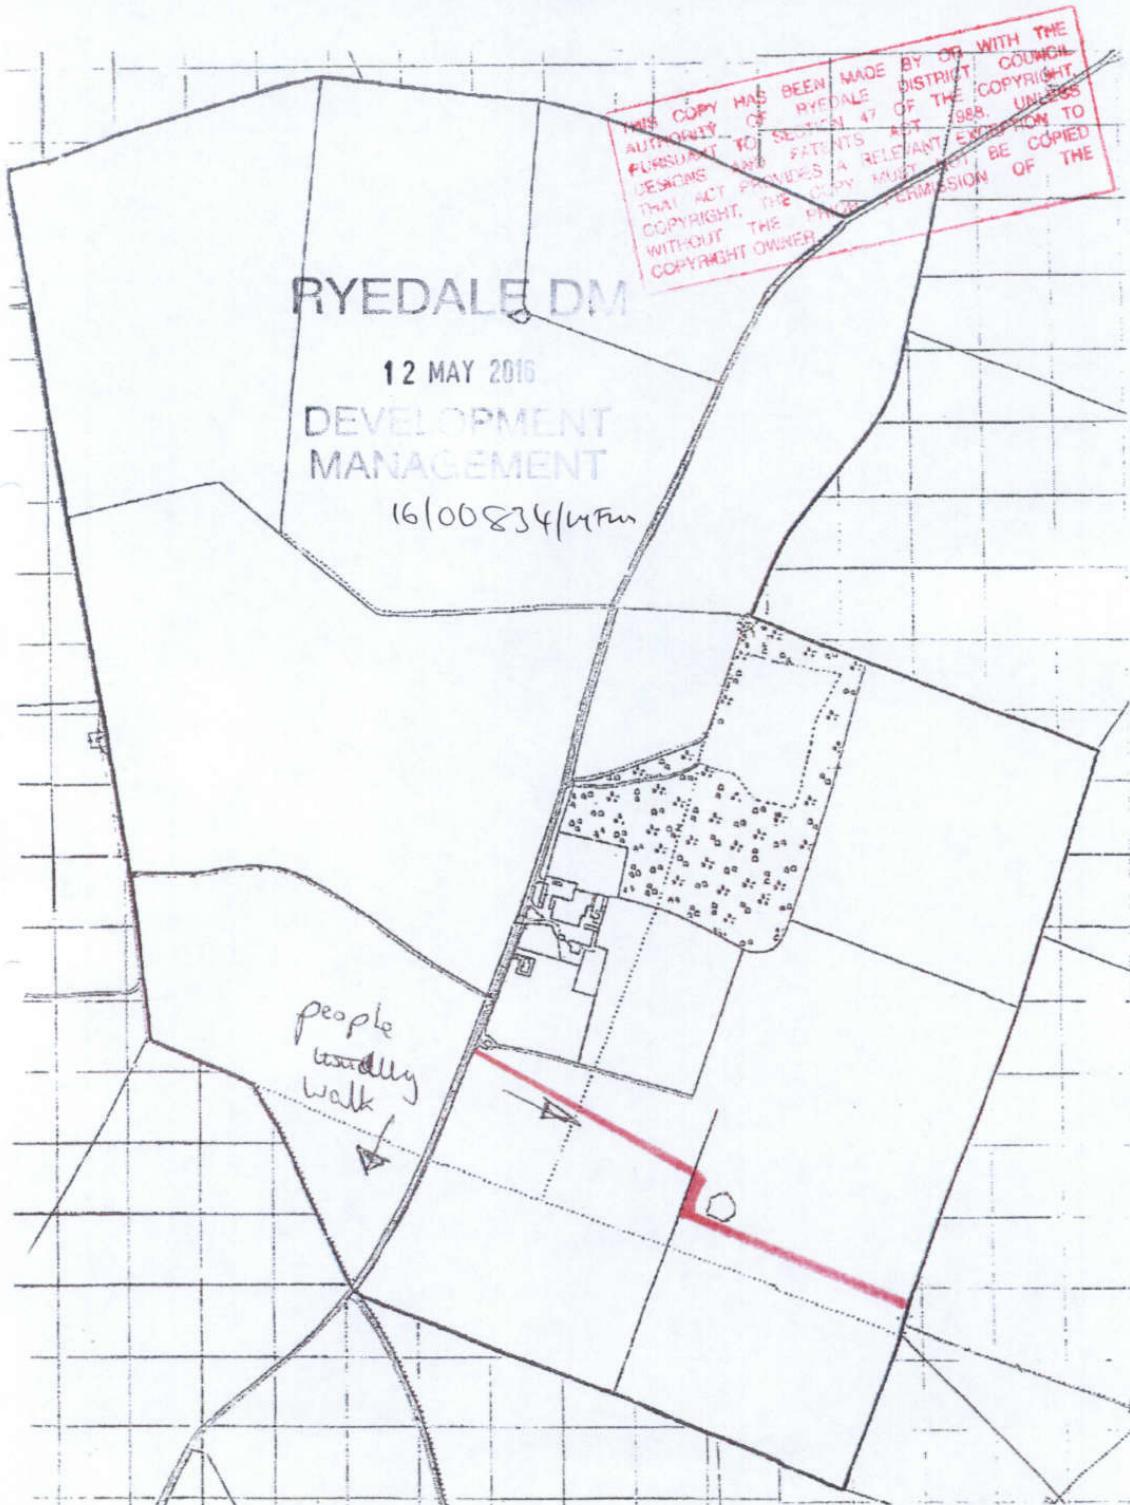 THIS COPY HAS BEEN MADE BY OR WITH THE
AUTHORITY OF RYEDALE DISTRICT COUNCIL
PURSUANT TO SECTION 47 OF THE COPYRIGHT,
DESIGNS AND PATENTS ACT 1988. UNLESS
THAT ACT PROVIDES A RELEVANT EXCEPTION TO
COPYRIGHT, THE COPY MUST NOT BE COPIED
WITHOUT THE PRIOR PERMISSION OF THE
COPYRIGHT OWNER
RYEDALE DM
12 MAY 2016
DEVELOPMENT
MANAGEMENT
16/00834/
people
usually
walk